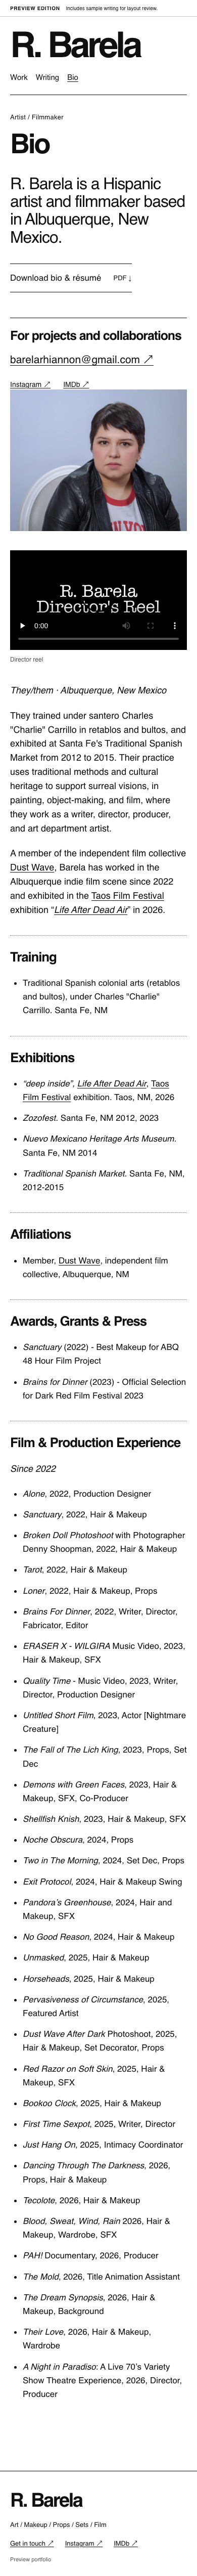 PREVIEW EDITION Includes sample writing for layout review.
R. Barela
Work Writing Bio
Artist / Filmmaker
Bio
R. Barela is a Hispanic
artist and filmmaker based
in Albuquerque, New
Mexico.
Download bio & résumé PDF ↓
For projects and collaborations
barelarhiannon@gmail.com ↗
Instagram ↗ IMDb ↗
R. Barela
Director's Reel
0:00
Director reel
They/them · Albuquerque, New Mexico
They trained under santero Charles
"Charlie" Carrillo in retablos and bultos, and
exhibited at Santa Fe's Traditional Spanish
Market from 2012 to 2015. Their practice
uses traditional methods and cultural
heritage to support surreal visions, in
painting, object-making, and film, where
they work as a writer, director, producer,
and art department artist.
A member of the independent film collective
Dust Wave, Barela has worked in the
Albuquerque indie film scene since 2022
and exhibited in the Taos Film Festival
exhibition “Life After Dead Air” in 2026.
Training
• Traditional Spanish colonial arts (retablos
and bultos), under Charles "Charlie"
Carrillo. Santa Fe, NM
Exhibitions
• “deep inside”, Life After Dead Air, Taos
Film Festival exhibition. Taos, NM, 2026
• Zozofest. Santa Fe, NM 2012, 2023
• Nuevo Mexicano Heritage Arts Museum.
Santa Fe, NM 2014
• Traditional Spanish Market. Santa Fe, NM,
2012-2015
Affiliations
• Member, Dust Wave, independent film
collective, Albuquerque, NM
Awards, Grants & Press
• Sanctuary (2022) - Best Makeup for ABQ
48 Hour Film Project
• Brains for Dinner (2023) - Official Selection
for Dark Red Film Festival 2023
Film & Production Experience
Since 2022
• Alone, 2022, Production Designer
• Sanctuary, 2022, Hair & Makeup
• Broken Doll Photoshoot with Photographer
Denny Shoopman, 2022, Hair & Makeup
• Tarot, 2022, Hair & Makeup
• Loner, 2022, Hair & Makeup, Props
• Brains For Dinner, 2022, Writer, Director,
Fabricator, Editor
• ERASER X - WILGIRA Music Video, 2023,
Hair & Makeup, SFX
• Quality Time - Music Video, 2023, Writer,
Director, Production Designer
• Untitled Short Film, 2023, Actor [Nightmare
Creature]
• The Fall of The Lich King, 2023, Props, Set
Dec
• Demons with Green Faces, 2023, Hair &
Makeup, SFX, Co-Producer
• Shellfish Knish, 2023, Hair & Makeup, SFX
• Noche Obscura, 2024, Props
• Two in The Morning, 2024, Set Dec, Props
• Exit Protocol, 2024, Hair & Makeup Swing
• Pandora’s Greenhouse, 2024, Hair and
Makeup, SFX
• No Good Reason, 2024, Hair & Makeup
• Unmasked, 2025, Hair & Makeup
• Horseheads, 2025, Hair & Makeup
• Pervasiveness of Circumstance, 2025,
Featured Artist
• Dust Wave After Dark Photoshoot, 2025,
Hair & Makeup, Set Decorator, Props
• Red Razor on Soft Skin, 2025, Hair &
Makeup, SFX
• Bookoo Clock, 2025, Hair & Makeup
• First Time Sexpot, 2025, Writer, Director
• Just Hang On, 2025, Intimacy Coordinator
• Dancing Through The Darkness, 2026,
Props, Hair & Makeup
• Tecolote, 2026, Hair & Makeup
• Blood, Sweat, Wind, Rain 2026, Hair &
Makeup, Wardrobe, SFX
• PAH! Documentary, 2026, Producer
• The Mold, 2026, Title Animation Assistant
• The Dream Synopsis, 2026, Hair &
Makeup, Background
• Their Love, 2026, Hair & Makeup,
Wardrobe
• A Night in Paradiso: A Live 70’s Variety
Show Theatre Experience, 2026, Director,
Producer
R. Barela
Art / Makeup / Props / Sets / Film
Get in touch ↗ Instagram ↗ IMDb ↗
Preview portfolio